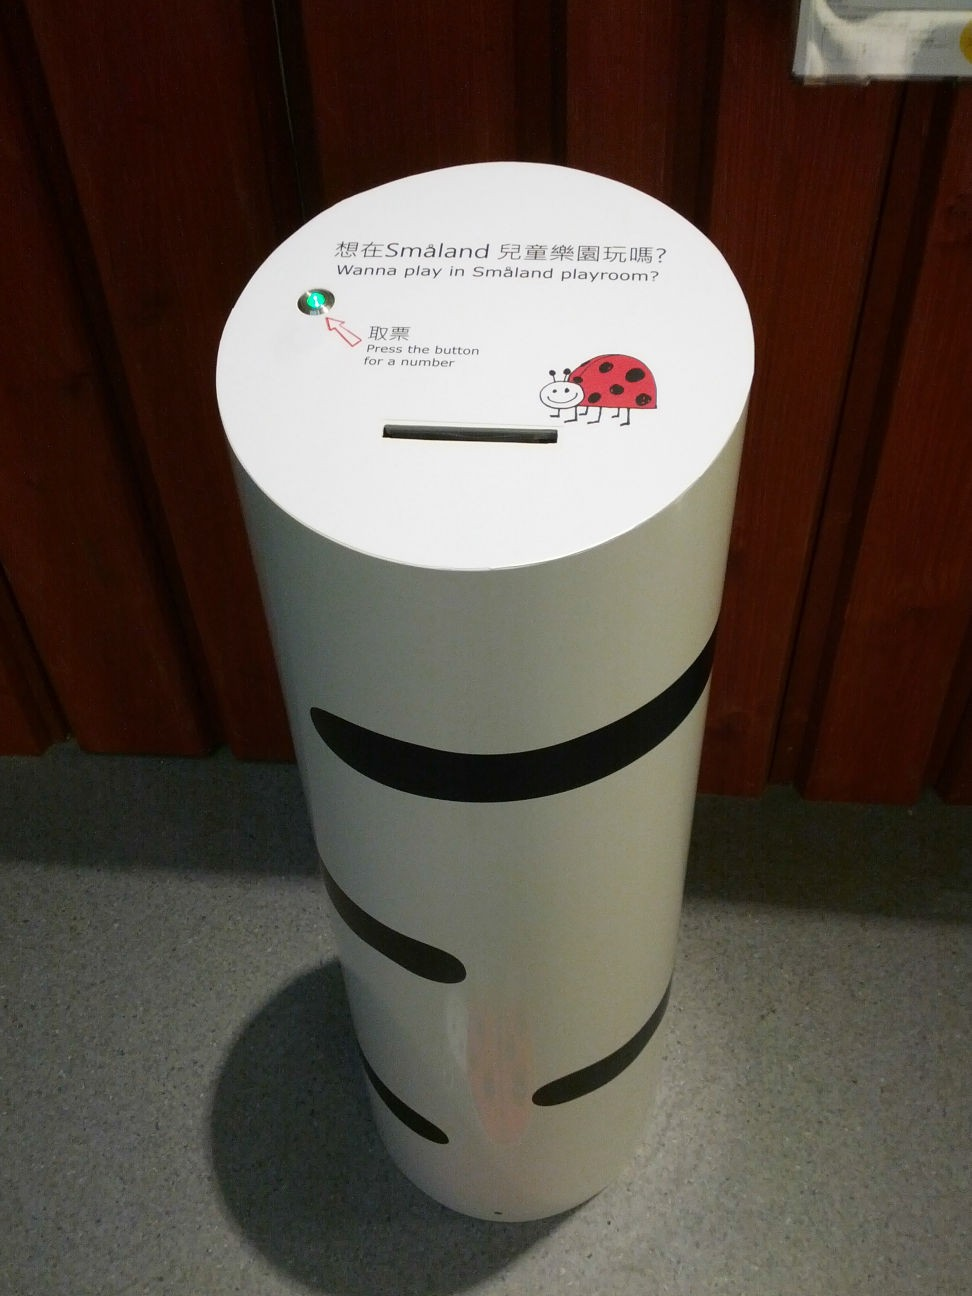 想在Småland 兒童樂園玩嗎?
Wanna play in Småland playroom?
取票
Press the button
for a number